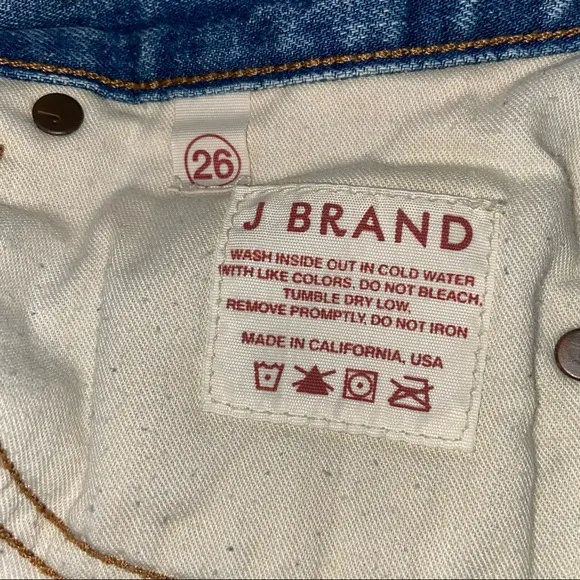 26
J BRAND
WASH INSIDE OUT IN COLD WATER
WITH LIKE COLORS. DO NOT BLEACH.
TUMBLE DRY LOW.
REMOVE PROMPTLY. DO NOT IRON
MADE IN CALIFORNIA, USA